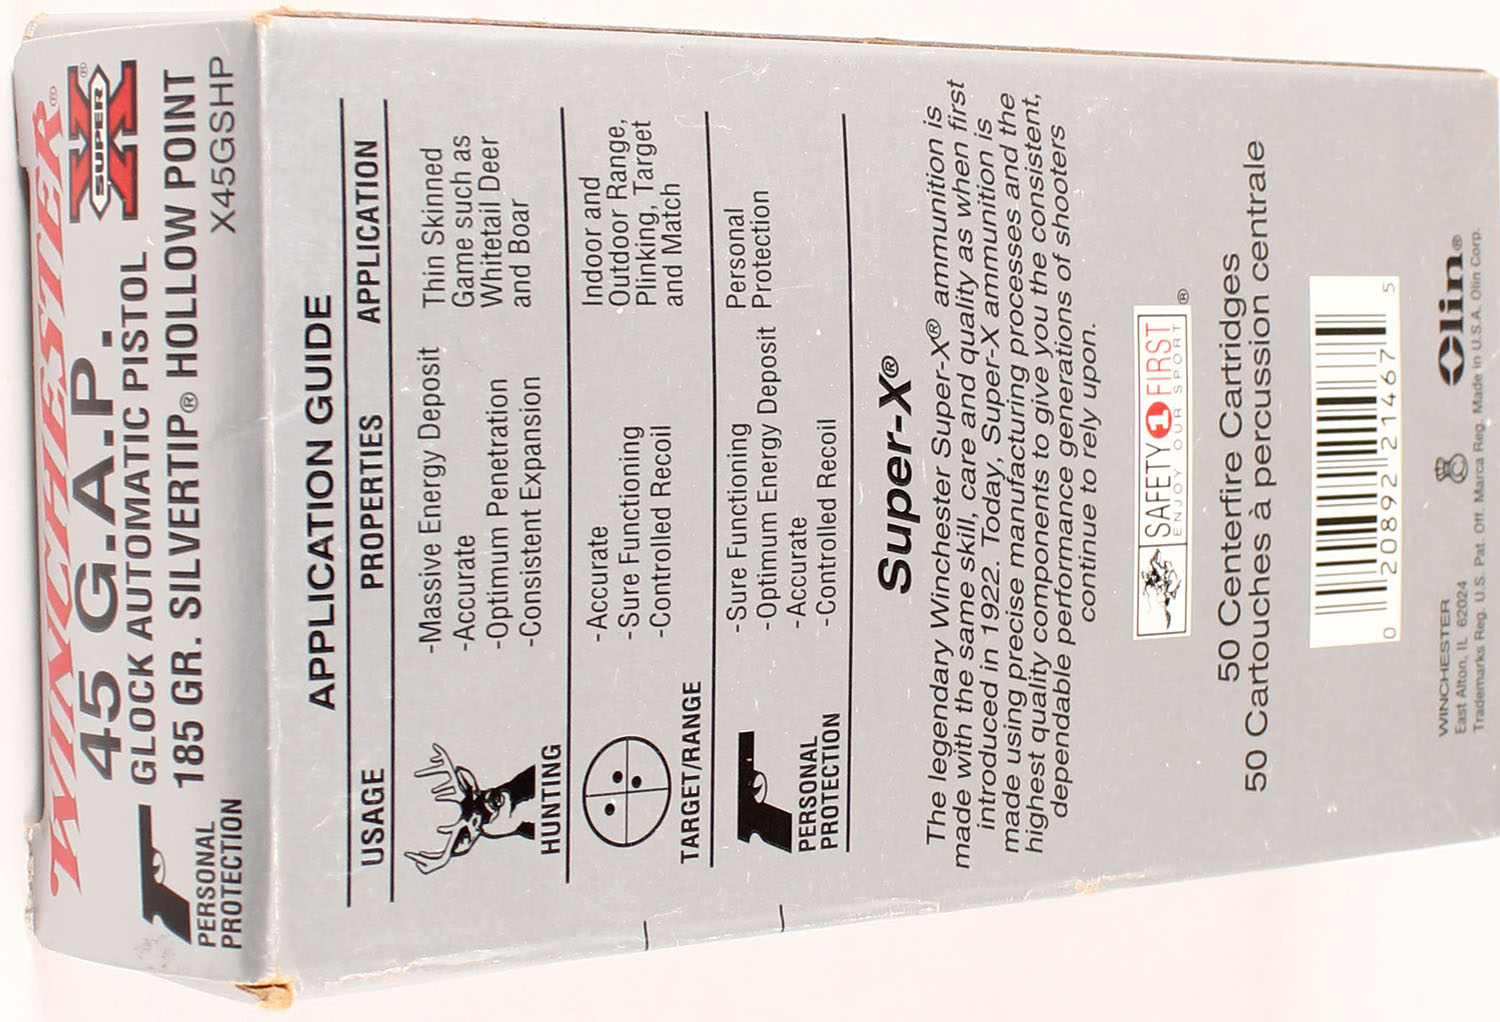 WINCHESTER®
SUPER X®
45 G.A.P.
GLOCK AUTOMATIC PISTOL
185 GR. SILVERTIP® HOLLOW POINT
X45GSHP
PERSONAL
PROTECTION
APPLICATION GUIDE
USAGE PROPERTIES APPLICATION
HUNTING
-Massive Energy Deposit
-Accurate
-Optimum Penetration
-Consistent Expansion
Thin Skinned
Game such as
Whitetail Deer
and Boar
TARGET/RANGE
-Accurate
-Sure Functioning
-Controlled Recoil
Indoor and
Outdoor Range,
Plinking, Target
and Match
PERSONAL
PROTECTION
-Sure Functioning
-Optimum Energy Deposit
-Accurate
-Controlled Recoil
Personal
Protection
Super-X®
The legendary Winchester Super-X® ammunition is
made with the same skill, care and quality as when first
introduced in 1922. Today, Super-X ammunition is
made using precise manufacturing processes and the
highest quality components to give you the consistent,
dependable performance generations of shooters
continue to rely upon.
SAFETY 1 FIRST®
ENJOY OUR SPORT
50 Centerfire Cartridges
50 Cartouches à percussion centrale
0 20892 21467 5
WINCHESTER
East Alton, IL 62024
Trademarks Reg. U.S. Pat. Off. Marca Reg. Made in U.S.A. Olin Corp.
Olin®